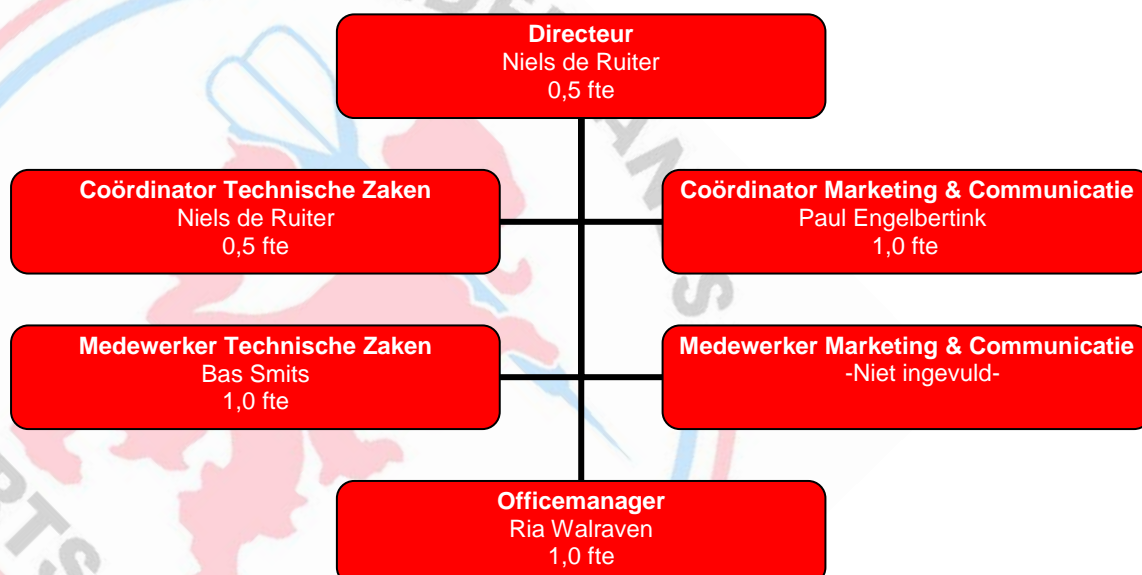 Directeur
Niels de Ruiter
0,5 fte
Coördinator Technische Zaken
Niels de Ruiter
0,5 fte
Coördinator Marketing & Communicatie
Paul Engelbertink
1,0 fte
Medewerker Technische Zaken
Bas Smits
1,0 fte
Medewerker Marketing & Communicatie
-Niet ingevuld-
Officemanager
Ria Walraven
1,0 fte